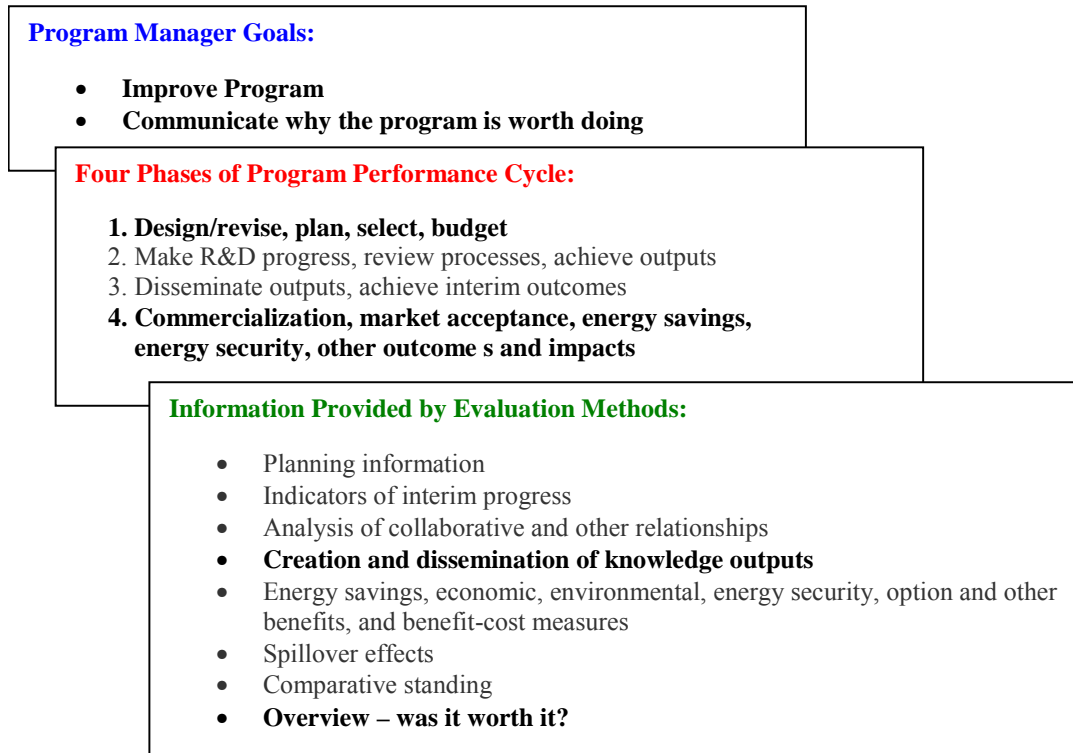 Program Manager Goals:
• Improve Program
• Communicate why the program is worth doing
Four Phases of Program Performance Cycle:
1. Design/revise, plan, select, budget
2. Make R&D progress, review processes, achieve outputs
3. Disseminate outputs, achieve interim outcomes
4. Commercialization, market acceptance, energy savings,
energy security, other outcome s and impacts
Information Provided by Evaluation Methods:
• Planning information
• Indicators of interim progress
• Analysis of collaborative and other relationships
• Creation and dissemination of knowledge outputs
• Energy savings, economic, environmental, energy security, option and other
benefits, and benefit-cost measures
• Spillover effects
• Comparative standing
• Overview – was it worth it?